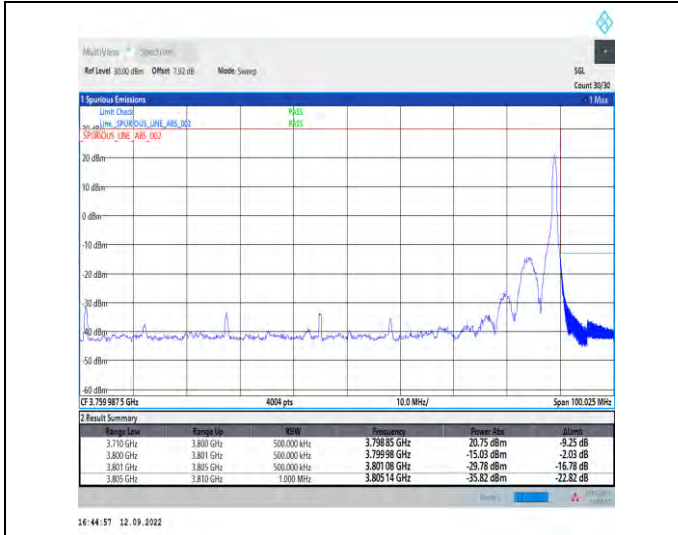 MultiView Spectrum
Ref Level 30.00 dBm Offset 7.92 dB Mode Sweep SGL
Count 30/30
1 Spurious Emissions 1 Max
Limit Check PASS
Line _SPURIOUS_LINE_ABS_002 PASS
_SPURIOUS_LINE_ABS_002
20 dBm
10 dBm
0 dBm
-10 dBm
-20 dBm
-30 dBm
-40 dBm
-50 dBm
-60 dBm
CF 3.759 987 5 GHz 4004 pts 10.0 MHz/ Span 100.025 MHz
2 Result Summary
Range Low Range Up RBW Frequency Power Abs ΔLimit
3.710 GHz 3.800 GHz 500.000 kHz 3.798 85 GHz 20.75 dBm -9.25 dB
3.800 GHz 3.801 GHz 500.000 kHz 3.799 98 GHz -15.03 dBm -2.03 dB
3.801 GHz 3.805 GHz 500.000 kHz 3.801 08 GHz -29.78 dBm -16.78 dB
3.805 GHz 3.810 GHz 1.000 MHz 3.805 14 GHz -35.82 dBm -22.82 dB
16:44:57 12.09.2022